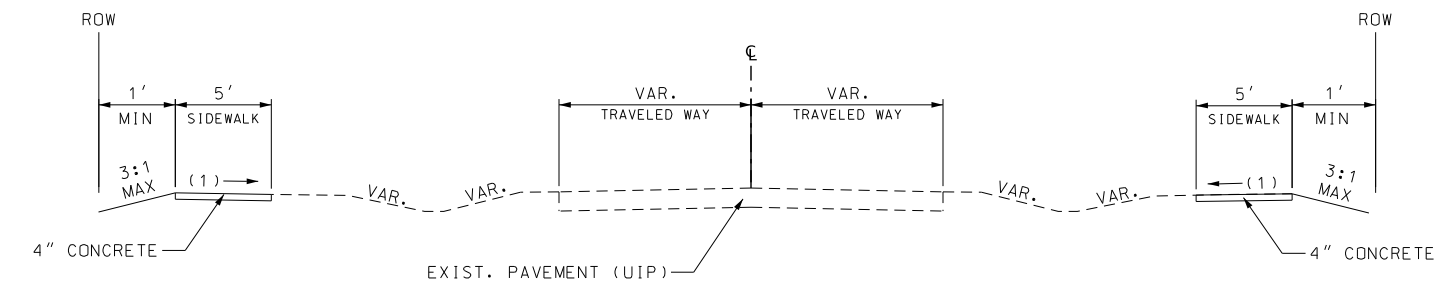 ROW
ROW
℄
1'
MIN
5'
SIDEWALK
VAR.
TRAVELED WAY
VAR.
TRAVELED WAY
5'
SIDEWALK
1'
MIN
3:1
MAX
(1)
VAR.
VAR.
VAR.
VAR.
(1)
3:1
MAX
4" CONCRETE
EXIST. PAVEMENT (UIP)
4" CONCRETE